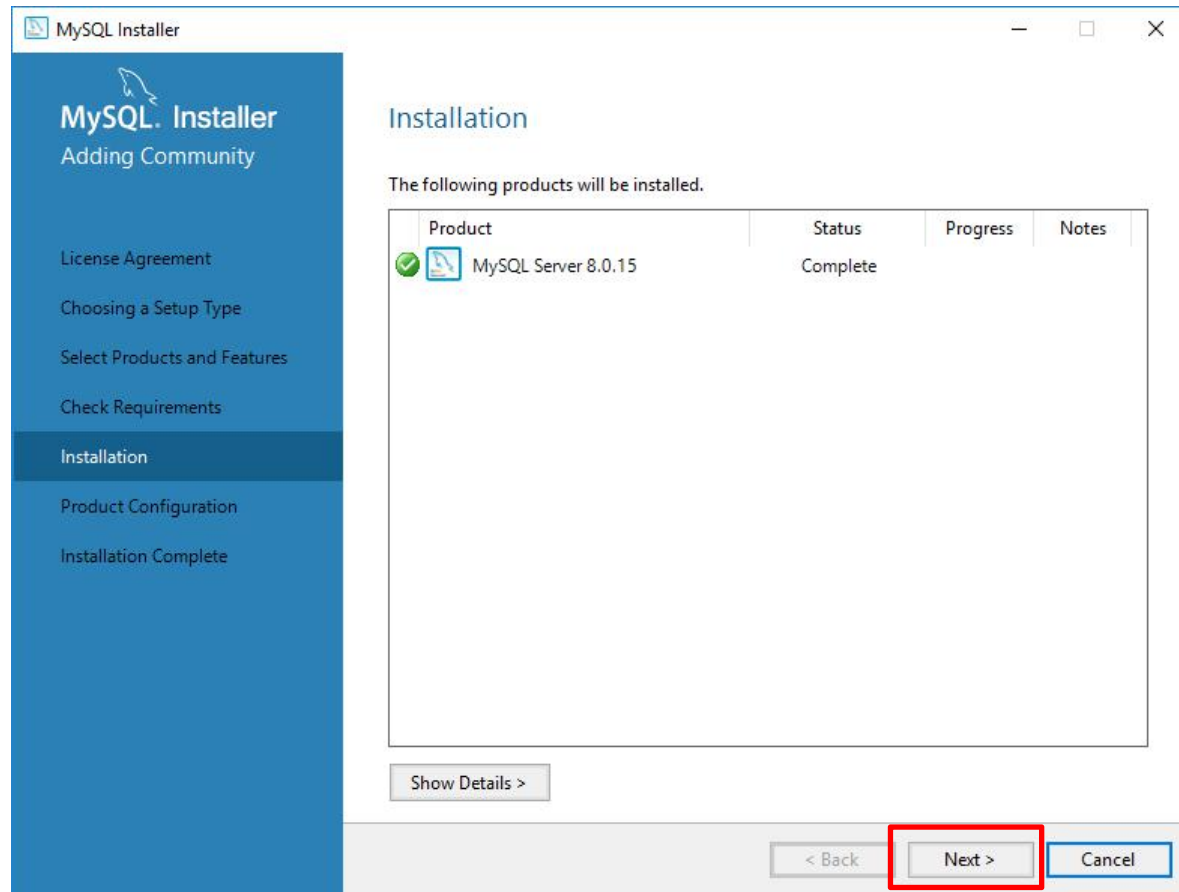 MySQL Installer
MySQL. Installer
Adding Community
License Agreement
Choosing a Setup Type
Select Products and Features
Check Requirements
Installation
Product Configuration
Installation Complete
Installation
The following products will be installed.
Product Status Progress Notes
MySQL Server 8.0.15 Complete
Show Details >
< Back Next > Cancel